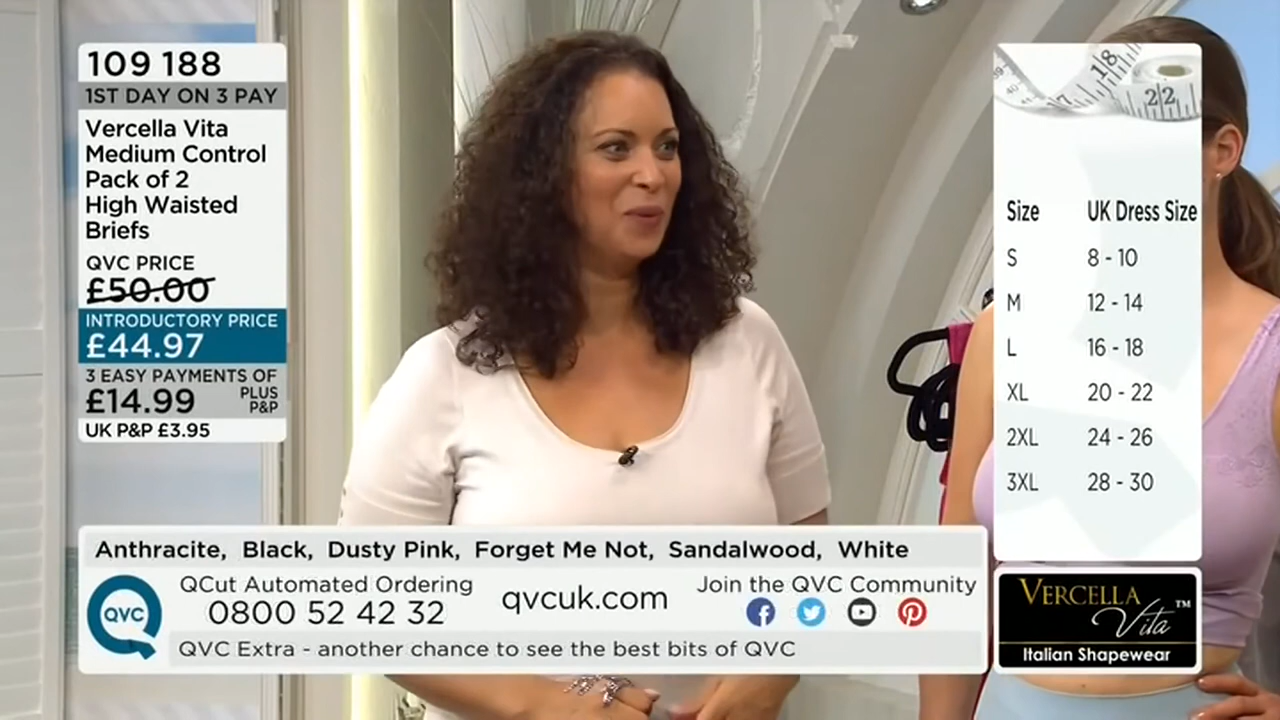 109 188
1ST DAY ON 3 PAY
Vercella Vita
Medium Control
Pack of 2
High Waisted
Briefs
QVC PRICE
£50.00
INTRODUCTORY PRICE
£44.97
3 EASY PAYMENTS OF
£14.99 PLUS P&P
UK P&P £3.95
18
17
22
Size UK Dress Size
S 8 - 10
M 12 - 14
L 16 - 18
XL 20 - 22
2XL 24 - 26
3XL 28 - 30
Anthracite, Black, Dusty Pink, Forget Me Not, Sandalwood, White
QVC
QCut Automated Ordering
0800 52 42 32
qvcuk.com
Join the QVC Community
QVC Extra - another chance to see the best bits of QVC
VERCELLA
Vita™
Italian Shapewear